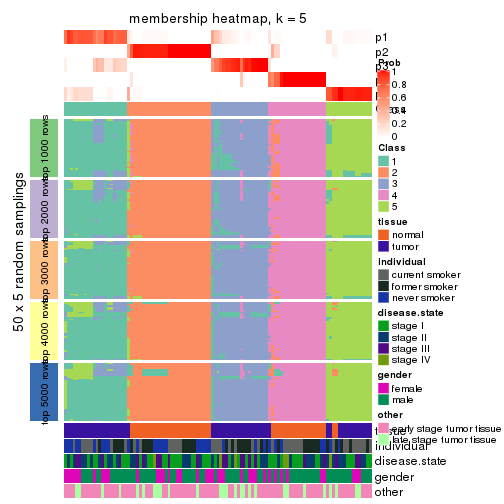 membership heatmap, k = 5
p1
p2
p3
Prob
1
0.8
0.4
0.2
0
Class
1
2
3
4
5
tissue
normal
tumor
individual
current smoker
former smoker
never smoker
disease.state
stage I
stage II
stage III
stage IV
gender
female
male
other
early stage tumor tissue
late stage tumor tissue
tissue
individual
disease.state
gender
other
50 x 5 random samplings
top 1000 rows
top 2000 rows
top 3000 rows
top 4000 rows
top 5000 rows